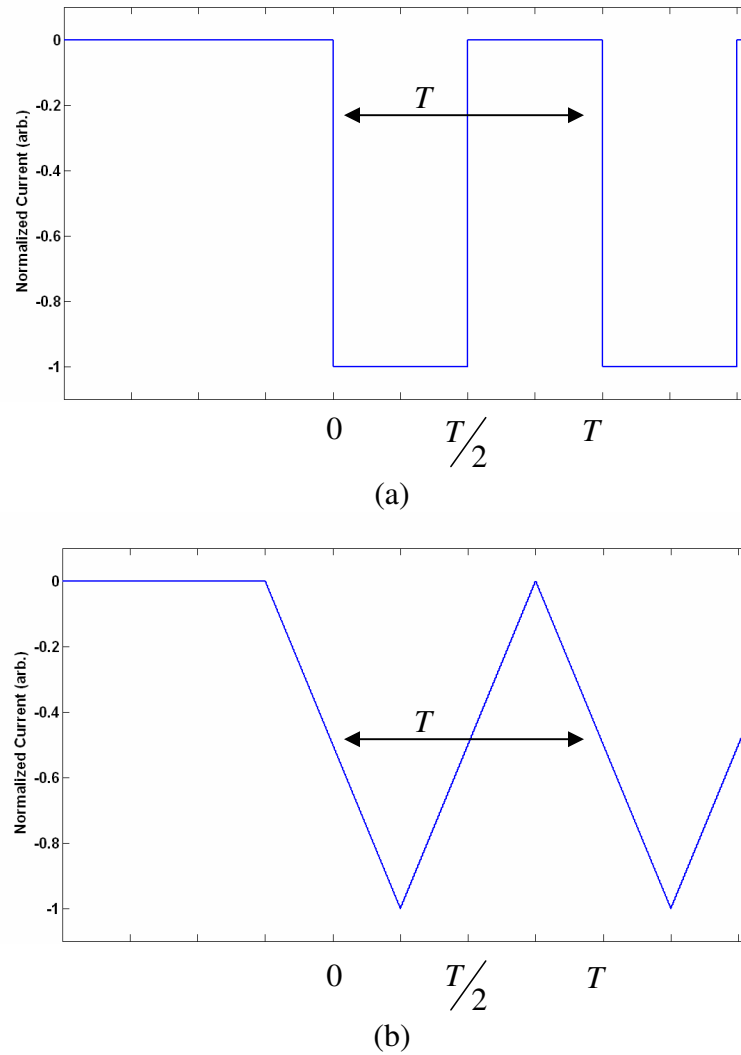 0
-0.2
-0.4
-0.6
-0.8
-1
Normalized Current (arb.)
T
0 T/2 T
(a)
0
-0.2
-0.4
-0.6
-0.8
-1
Normalized Current (arb.)
T
0 T/2 T
(b)